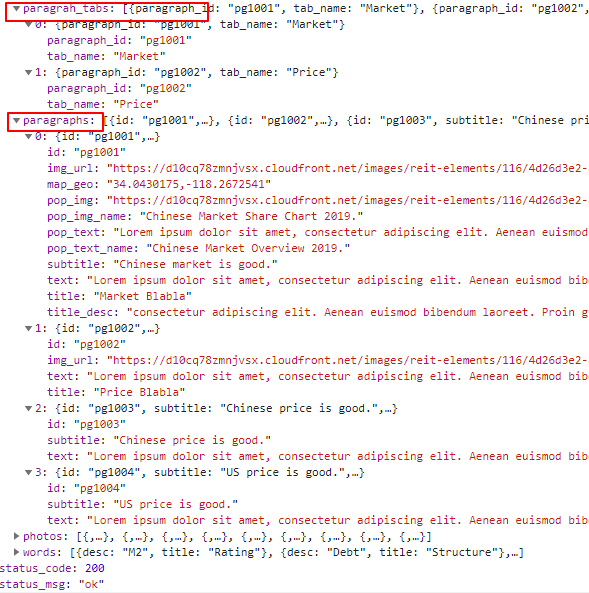 ▼paragrah_tabs: [{paragraph_id: "pg1001", tab_name: "Market"}, {paragraph_id: "pg1002",
▼0: {paragraph_id: "pg1001", tab_name: "Market"}
paragraph_id: "pg1001"
tab_name: "Market"
▼1: {paragraph_id: "pg1002", tab_name: "Price"}
paragraph_id: "pg1002"
tab_name: "Price"
▼paragraphs: [{id: "pg1001",…}, {id: "pg1002",…}, {id: "pg1003", subtitle: "Chinese pri
▼0: {id: "pg1001",…}
id: "pg1001"
img_url: "https://d10cq78zmnjvsx.cloudfront.net/images/reit-elements/116/4d26d3e2-
map_geo: "34.0430175,-118.2672541"
pop_img: "https://d10cq78zmnjvsx.cloudfront.net/images/reit-elements/116/4d26d3e2-
pop_img_name: "Chinese Market Share Chart 2019."
pop_text: "Lorem ipsum dolor sit amet, consectetur adipiscing elit. Aenean euismod
pop_text_name: "Chinese Market Overview 2019."
subtitle: "Chinese market is good."
text: "Lorem ipsum dolor sit amet, consectetur adipiscing elit. Aenean euismod bib
title: "Market Blabla"
title_desc: "consectetur adipiscing elit. Aenean euismod bibendum laoreet. Proin g
▼1: {id: "pg1002",…}
id: "pg1002"
img_url: "https://d10cq78zmnjvsx.cloudfront.net/images/reit-elements/116/4d26d3e2-
text: "Lorem ipsum dolor sit amet, consectetur adipiscing elit. Aenean euismod bib
title: "Price Blabla"
▼2: {id: "pg1003", subtitle: "Chinese price is good.",…}
id: "pg1003"
subtitle: "Chinese price is good."
text: "Lorem ipsum dolor sit amet, consectetur adipiscing elit. Aenean euismod bib
▼3: {id: "pg1004", subtitle: "US price is good.",…}
id: "pg1004"
subtitle: "US price is good."
text: "Lorem ipsum dolor sit amet, consectetur adipiscing elit. Aenean euismod bib
▶photos: [{,…}, {,…}, {,…}, {,…}, {,…}, {,…}, {,…}, {,…}, {,…}]
▶words: [{desc: "M2", title: "Rating"}, {desc: "Debt", title: "Structure"},…]
status_code: 200
status_msg: "ok"